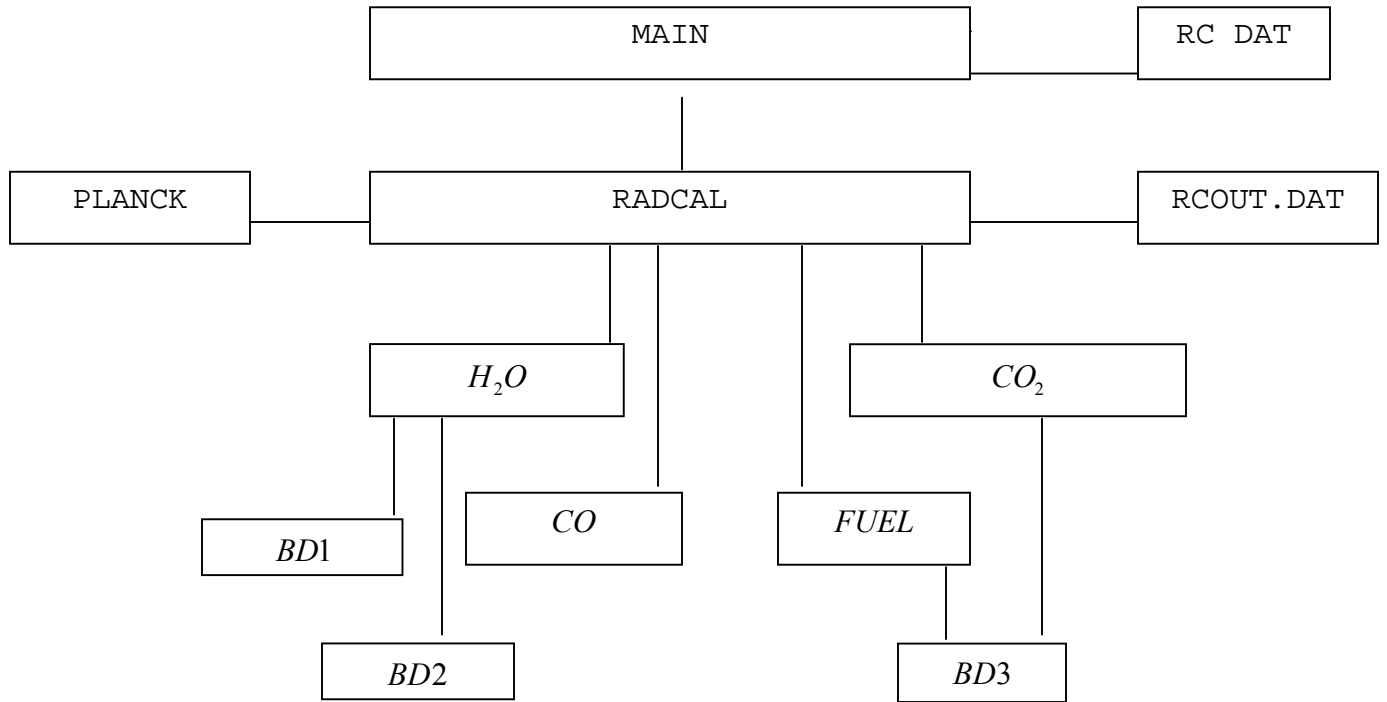 MAIN
RC DAT
PLANCK
RADCAL
RCOUT.DAT
H₂O
CO₂
CO
FUEL
BD1
BD2
BD3